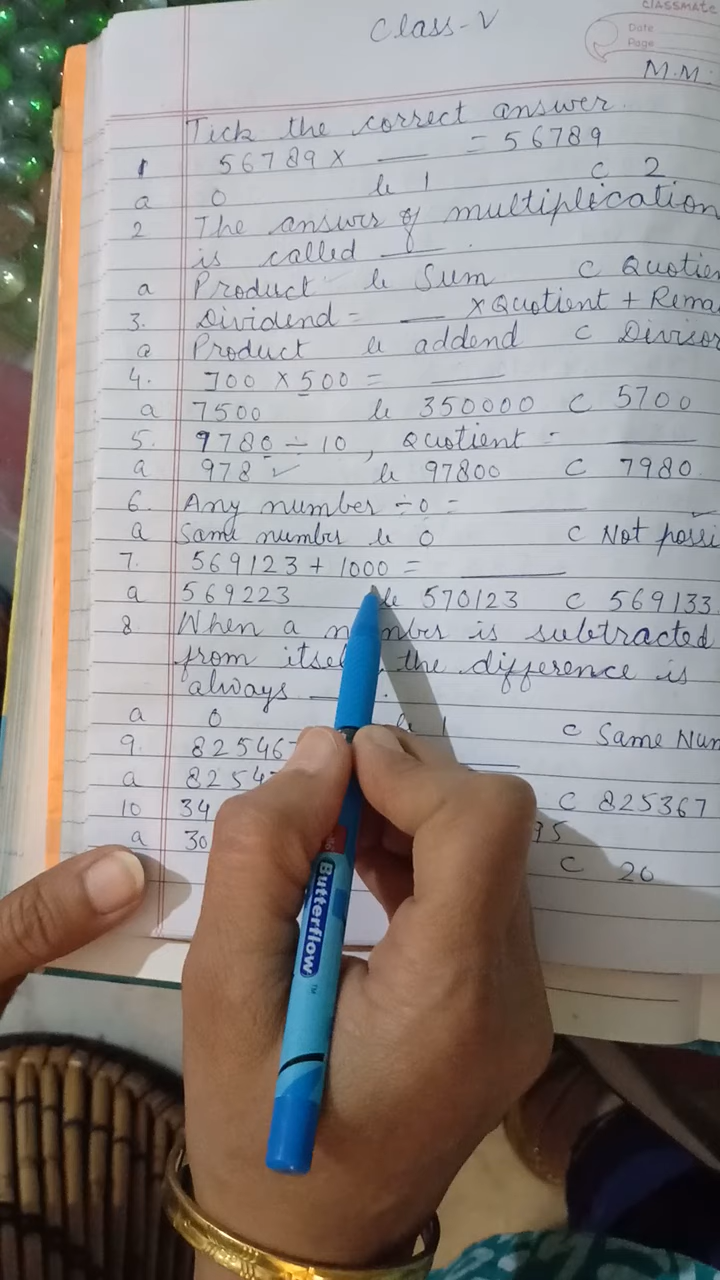 CLASSMATE
Date
Page
Class-V
M.M:
Tick the correct answer.
1 56789 × ___ = 56789
a 0 b 1 c 2
2 The answer of multiplication
is called ___.
a Product b Sum c Quotien
3. Dividend = ___ × Quotient + Rema
a Product b addend c Divisor
4. 700 × 500 = ___
a 7500 b 350000 c 5700
5. 9780 ÷ 10, Quotient - ___
a 978 ✓ b 97800 c 7980
6. Any number ÷ 0 = ___ ✓
a Same number b 0 c Not possi
7. 569123 + 1000 = ___
a 569223 b 570123 c 569133
8 When a number is subtracted
from itself, the difference is
always ___.
a 0 b 1 c Same Num
9. 82546
a 8254 c 825367
10 34 95
a 30 c 20
Butterflow™